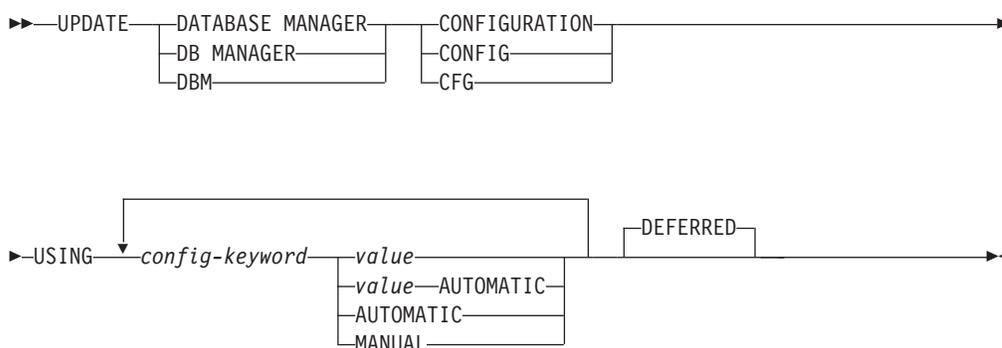 UPDATE DATABASE MANAGER CONFIGURATION
DB MANAGER CONFIG
DBM CFG
DEFERRED
USING config-keyword value
value AUTOMATIC
AUTOMATIC
MANUAL